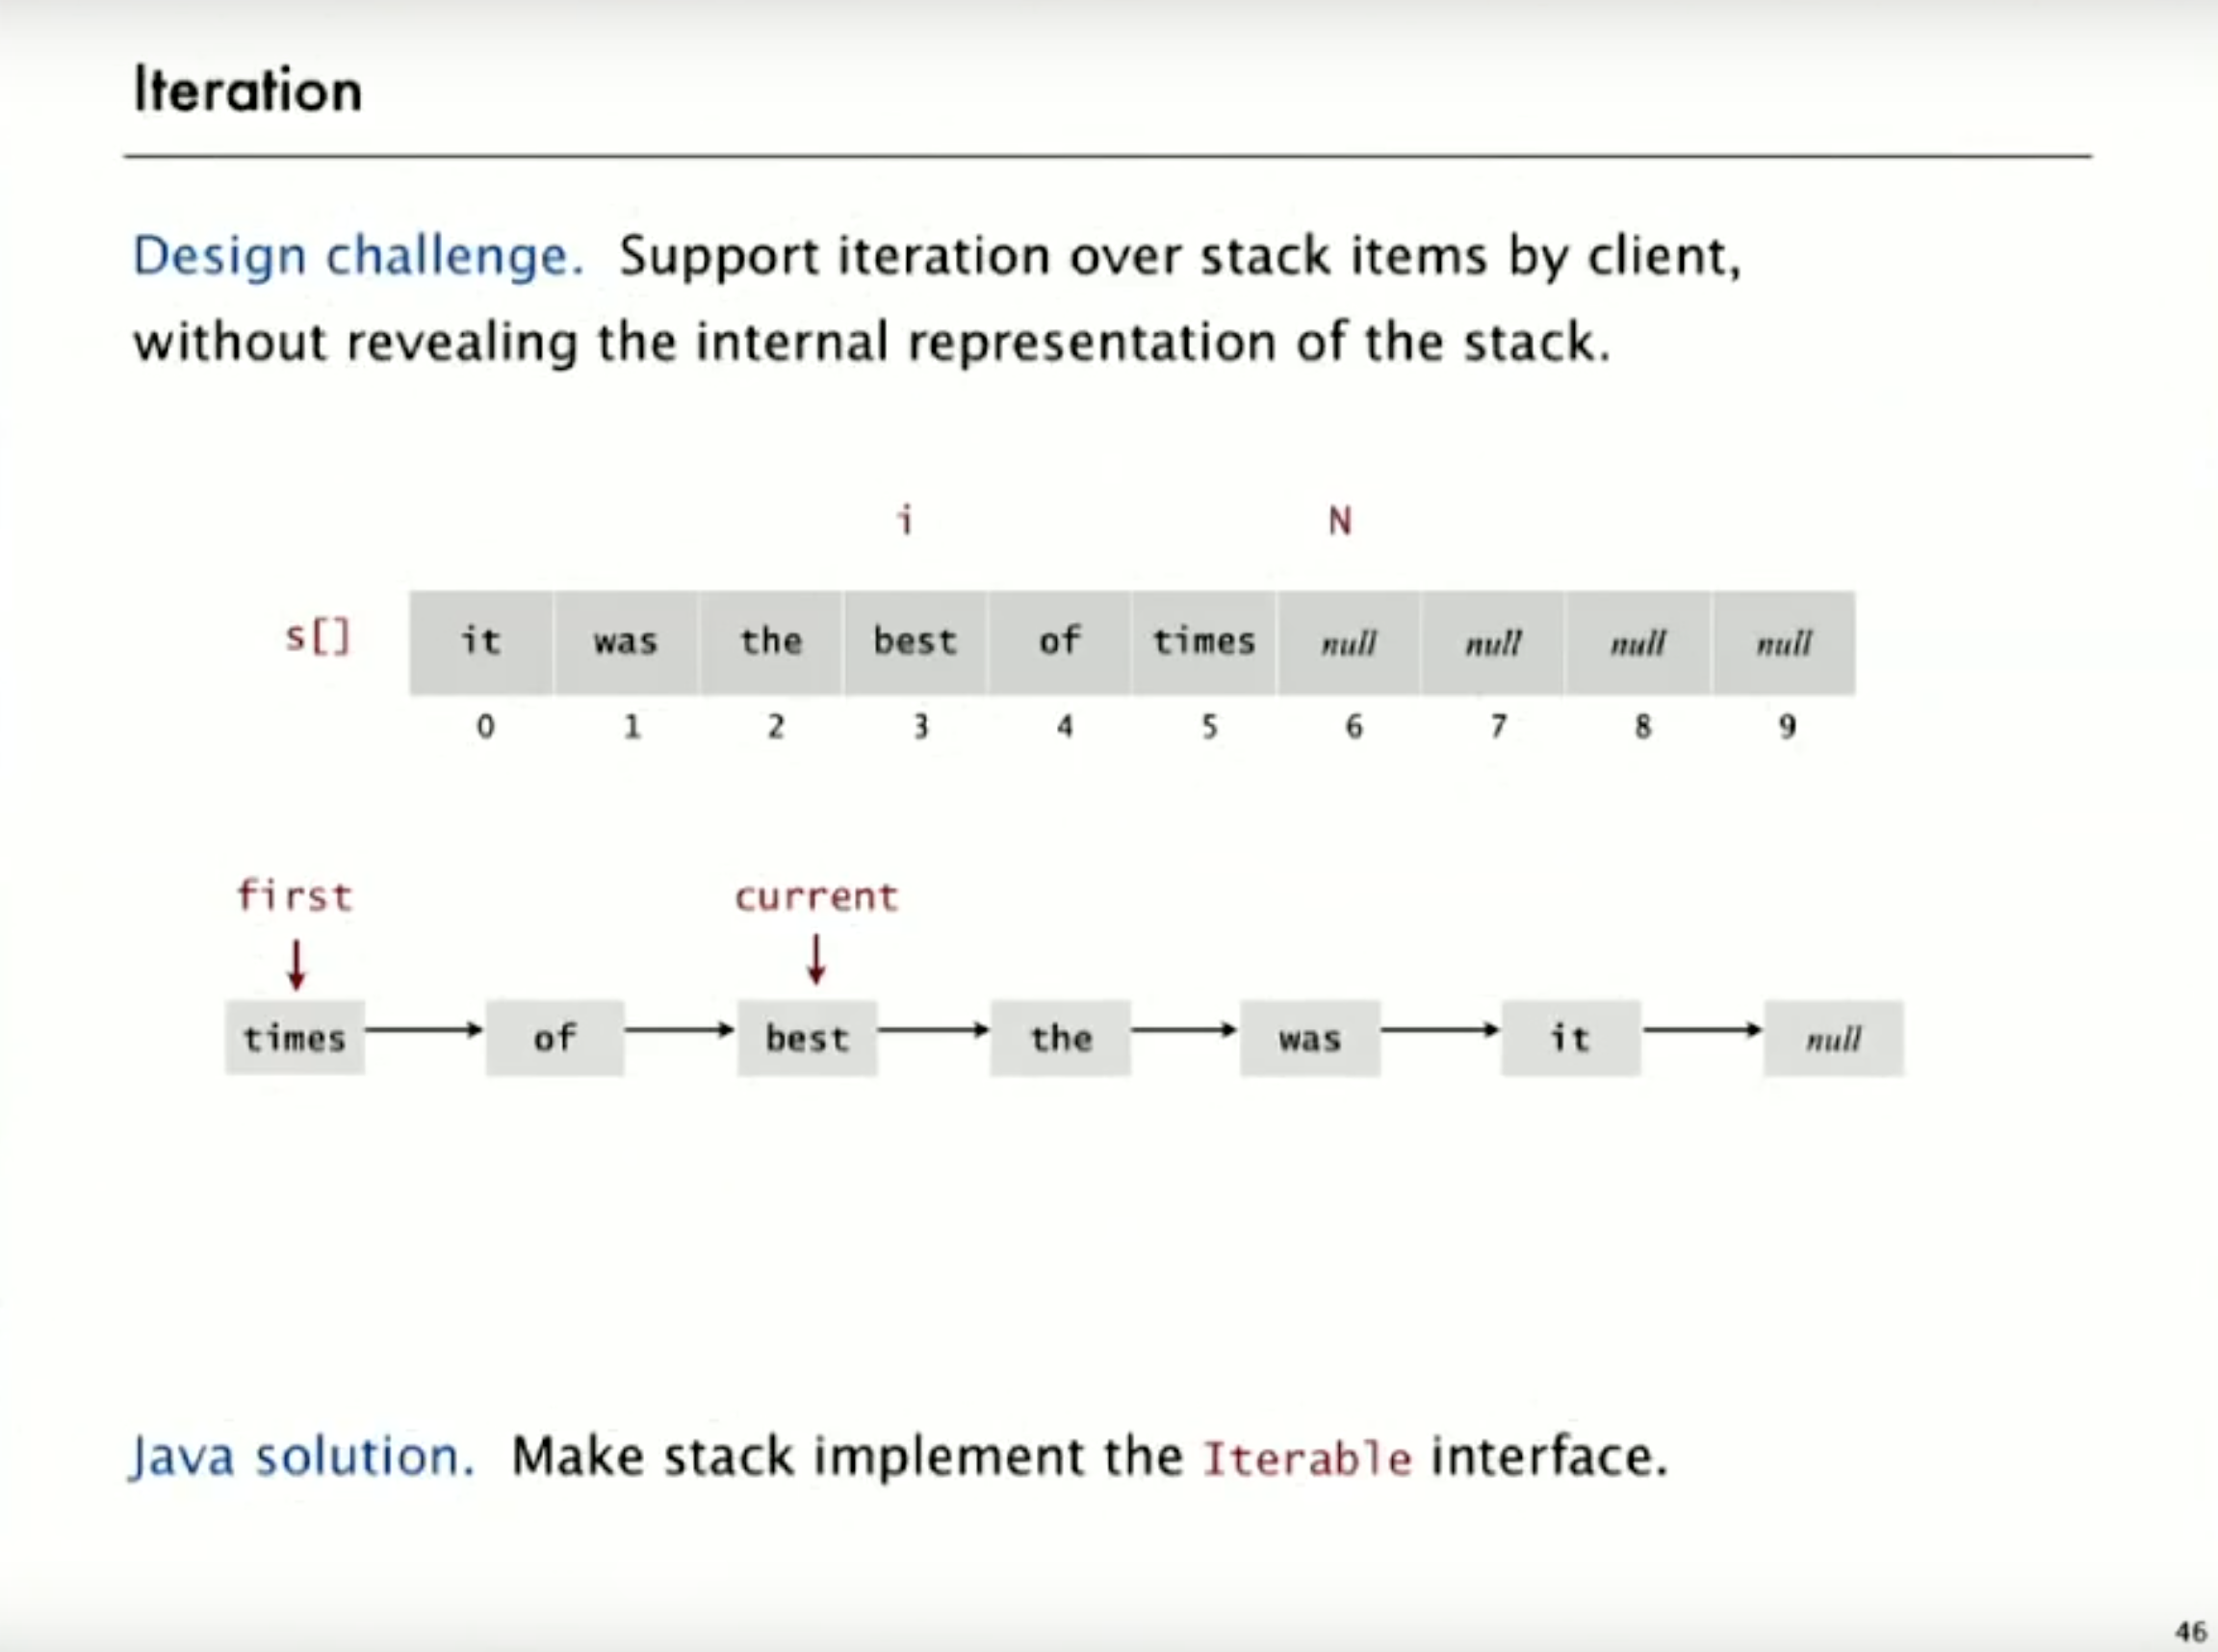 Iteration
Design challenge. Support iteration over stack items by client,
without revealing the internal representation of the stack.
i N
s[] it was the best of times null null null null
0 1 2 3 4 5 6 7 8 9
first current
times of best the was it null
Java solution. Make stack implement the Iterable interface.
46